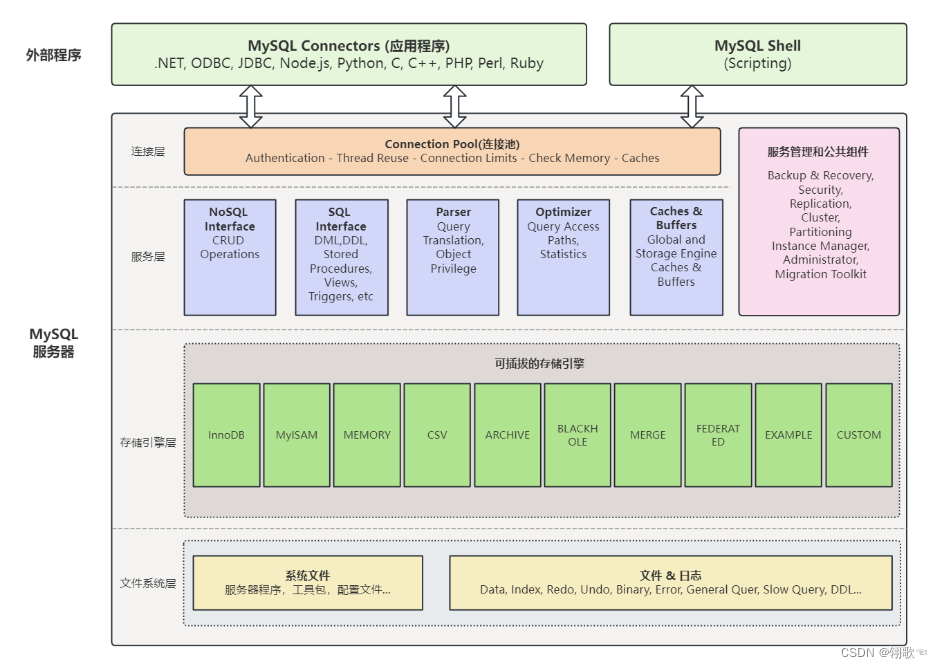 外部程序
MySQL Connectors (应用程序)
.NET, ODBC, JDBC, Node.js, Python, C, C++, PHP, Perl, Ruby
MySQL Shell
(Scripting)
MySQL
服务器
连接层
Connection Pool(连接池)
Authentication - Thread Reuse - Connection Limits - Check Memory - Caches
服务管理和公共组件
Backup & Recovery,
Security,
Replication,
Cluster,
Partitioning
Instance Manager,
Administrator,
Migration Toolkit
服务层
NoSQL
Interface
CRUD
Operations
SQL
Interface
DML,DDL,
Stored
Procedures,
Views,
Triggers, etc
Parser
Query
Translation,
Object
Privilege
Optimizer
Query Access
Paths,
Statistics
Caches &
Buffers
Global and
Storage Engine
Caches &
Buffers
存储引擎层
可插拔的存储引擎
InnoDB
MyISAM
MEMORY
CSV
ARCHIVE
BLACKH
OLE
MERGE
FEDERAT
ED
EXAMPLE
CUSTOM
文件系统层
系统文件
服务器程序，工具包，配置文件...
文件 & 日志
Data, Index, Redo, Undo, Binary, Error, General Quer, Slow Query, DDL...
CSDN @翎歌☜